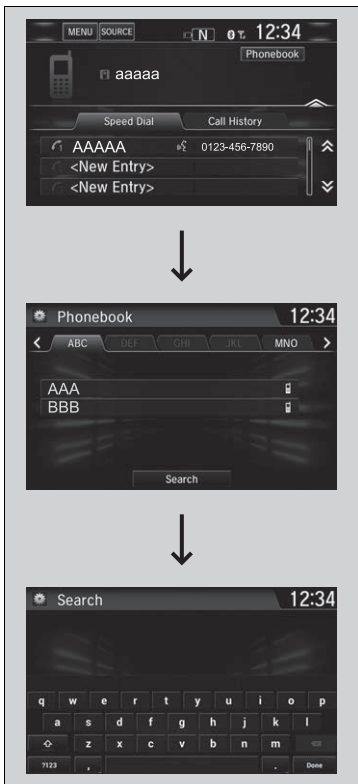 MENU SOURCE N 12:34
Phonebook
aaaaa
Speed Dial Call History
AAAAA 0123-456-7890
<New Entry>
<New Entry>
Phonebook 12:34
ABC DEF GHI JKL MNO
AAA
BBB
Search
Search 12:34
q w e r t y u i o p
a s d f g h j k l
z x c v b n m
?123 , . Done